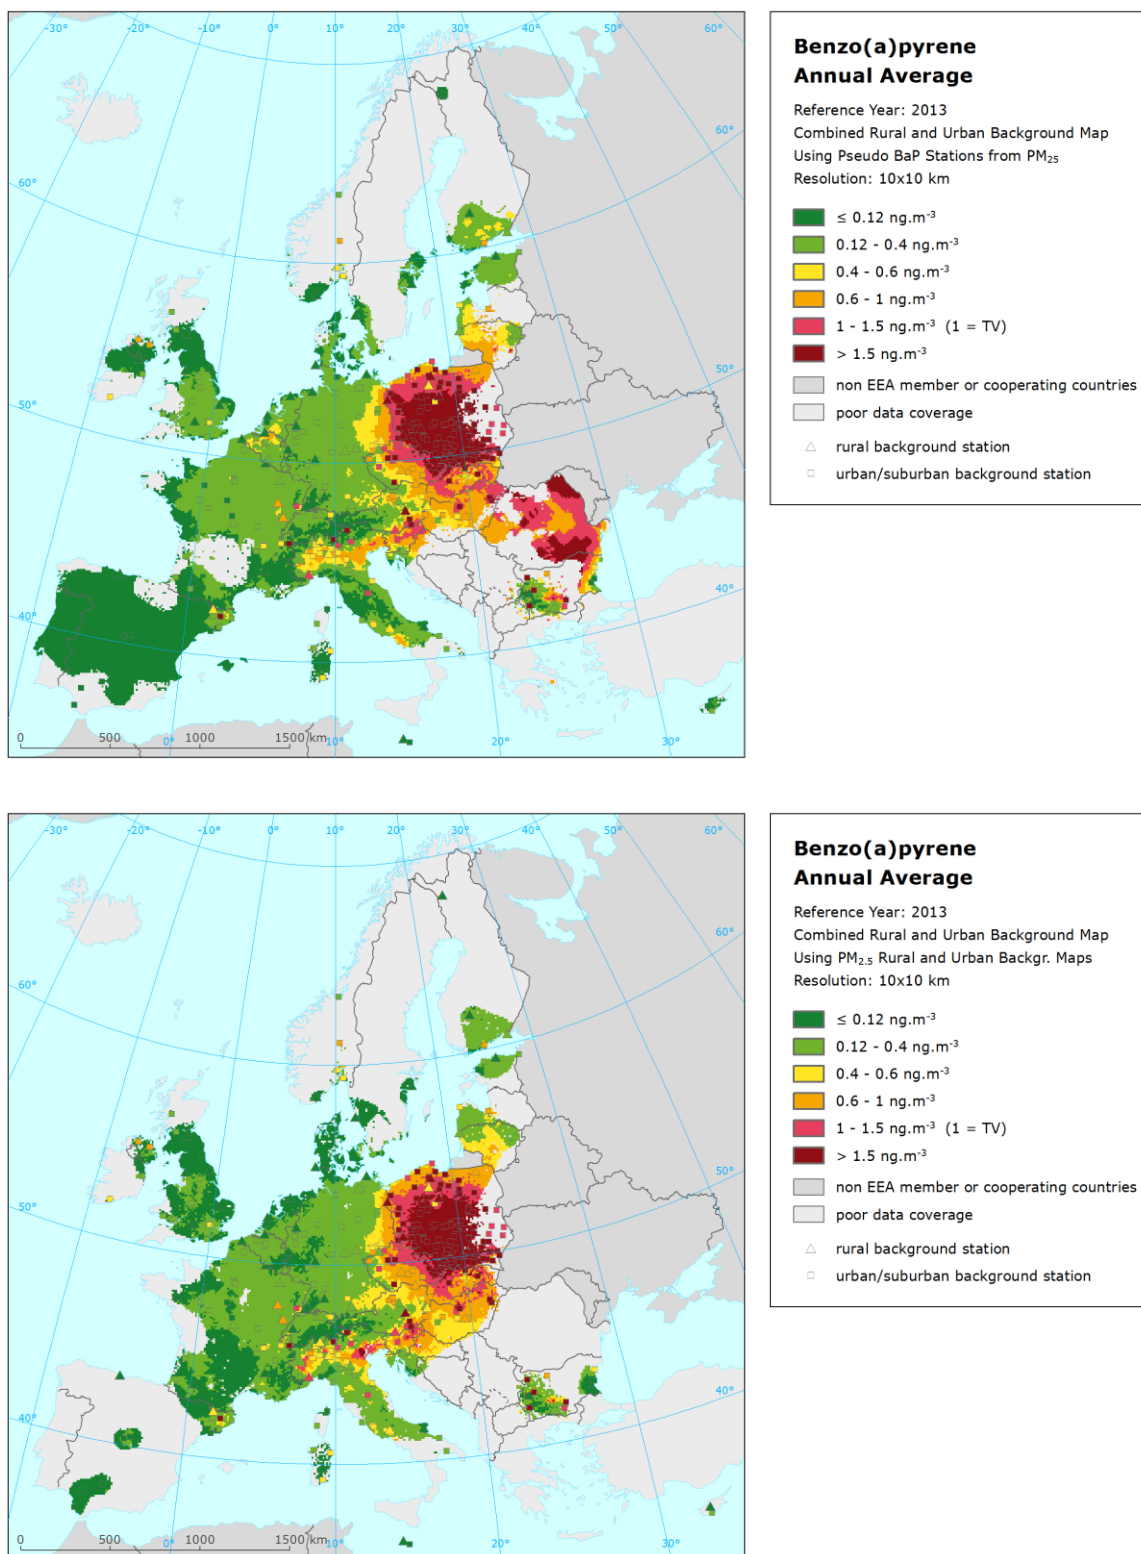 -30°
-20°
-10°
0°
10°
20°
30°
40°
50°
60°
60°
60°
50°
50°
40°
40°
0°
10°
20°
30°
0
500
1000
1500 km
Benzo(a)pyrene
Annual Average
Reference Year: 2013
Combined Rural and Urban Background Map
Using Pseudo BaP Stations from PM₂₅
Resolution: 10x10 km
≤ 0.12 ng.m⁻³
0.12 - 0.4 ng.m⁻³
0.4 - 0.6 ng.m⁻³
0.6 - 1 ng.m⁻³
1 - 1.5 ng.m⁻³ (1 = TV)
> 1.5 ng.m⁻³
non EEA member or cooperating countries
poor data coverage
rural background station
urban/suburban background station
-30°
-20°
-10°
0°
10°
20°
30°
40°
50°
60°
60°
60°
50°
50°
40°
40°
0°
10°
20°
30°
0
500
1000
1500 km
Benzo(a)pyrene
Annual Average
Reference Year: 2013
Combined Rural and Urban Background Map
Using PM₂.₅ Rural and Urban Backgr. Maps
Resolution: 10x10 km
≤ 0.12 ng.m⁻³
0.12 - 0.4 ng.m⁻³
0.4 - 0.6 ng.m⁻³
0.6 - 1 ng.m⁻³
1 - 1.5 ng.m⁻³ (1 = TV)
> 1.5 ng.m⁻³
non EEA member or cooperating countries
poor data coverage
rural background station
urban/suburban background station